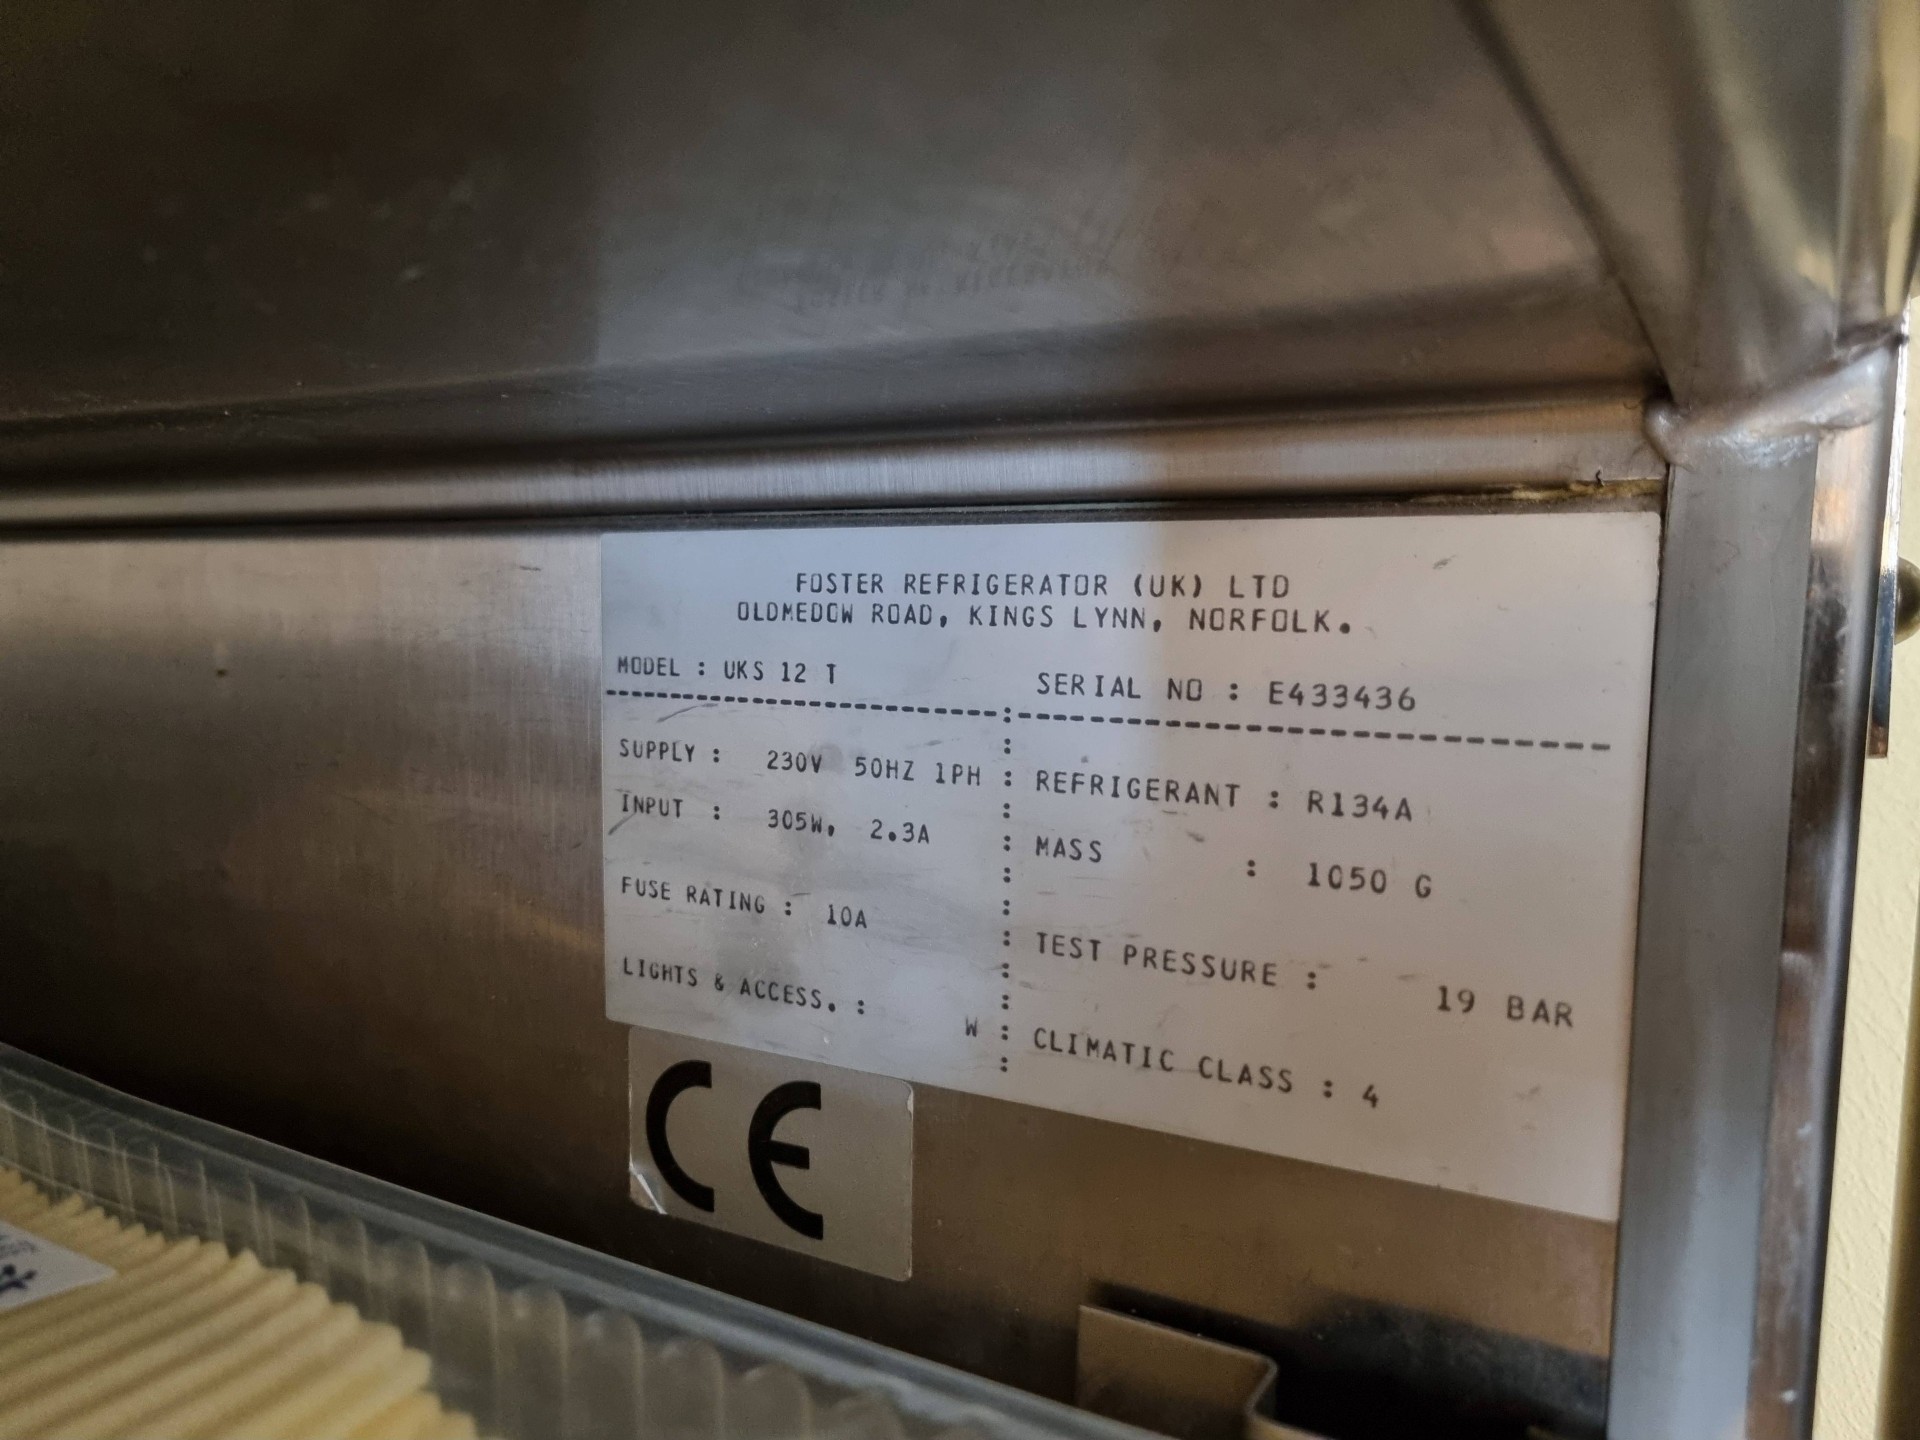 FOSTER REFRIGERATOR (UK) LTD
OLDMEDOW ROAD, KINGS LYNN, NORFOLK.
MODEL : UKS 12 T
SERIAL NO : E433436
SUPPLY : 230V 50HZ 1PH
INPUT : 305W, 2.3A
FUSE RATING : 10A
LIGHTS & ACCESS. : W
REFRIGERANT : R134A
MASS : 1050 G
TEST PRESSURE : 19 BAR
CLIMATIC CLASS : 4
CE